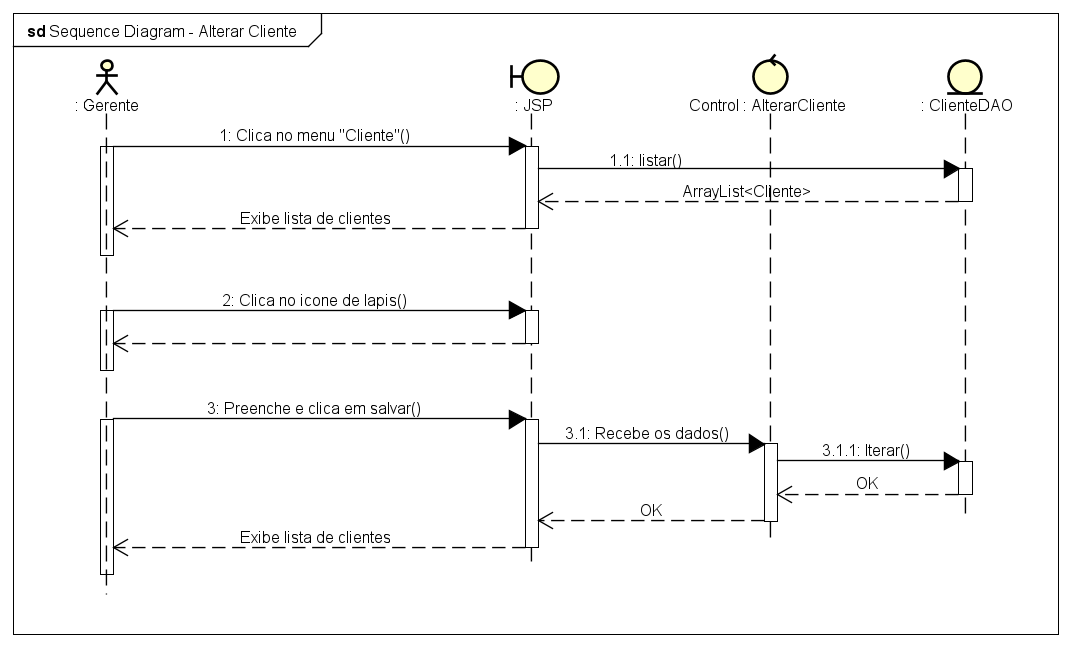 sd Sequence Diagram - Alterar Cliente
: Gerente
: JSP
Control : AlterarCliente
: ClienteDAO
1: Clica no menu "Cliente"()
1.1: listar()
ArrayList<Cliente>
Exibe lista de clientes
2: Clica no icone de lapis()
3: Preenche e clica em salvar()
3.1: Recebe os dados()
3.1.1: Iterar()
OK
OK
Exibe lista de clientes